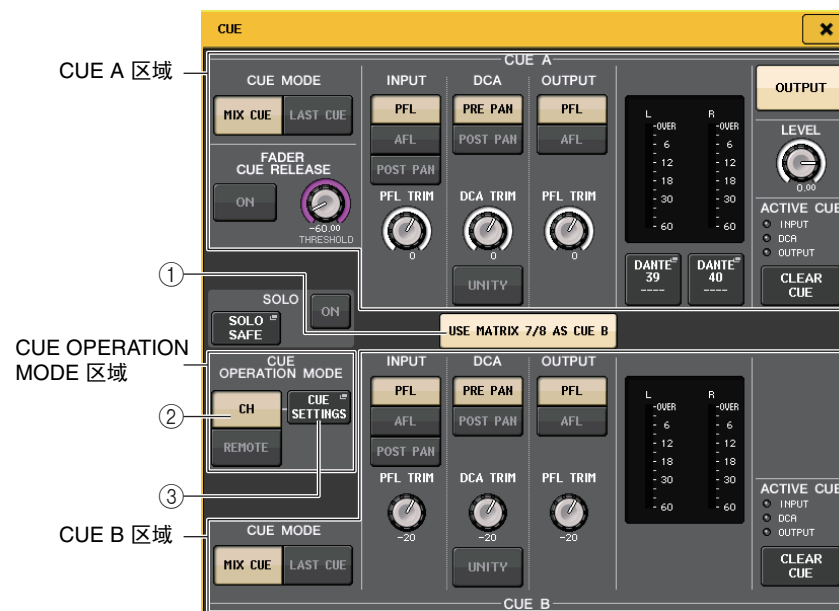 CUE
CUE A
CUE A 区域
CUE MODE
MIX CUE
LAST CUE
FADER
CUE RELEASE
ON
-60.00
THRESHOLD
INPUT
PFL
AFL
POST PAN
PFL TRIM
0
DCA
PRE PAN
POST PAN
DCA TRIM
0
UNITY
OUTPUT
PFL
AFL
PFL TRIM
0
L
R
-OVER
-OVER
- 6
- 6
- 12
- 12
- 18
- 18
- 30
- 30
- 60
- 60
DANTE
39
----
DANTE
40
----
OUTPUT
LEVEL
0.00
ACTIVE CUE
INPUT
DCA
OUTPUT
CLEAR
CUE
①
SOLO
SOLO
SAFE
ON
USE MATRIX 7/8 AS CUE B
CUE OPERATION
MODE 区域
CUE
OPERATION MODE
②
CH
REMOTE
CUE
SETTINGS
③
CUE B 区域
CUE MODE
MIX CUE
LAST CUE
INPUT
PFL
AFL
POST PAN
PFL TRIM
-20
DCA
PRE PAN
POST PAN
DCA TRIM
-20
UNITY
OUTPUT
PFL
AFL
PFL TRIM
-20
L
R
-OVER
-OVER
- 6
- 6
- 12
- 12
- 18
- 18
- 30
- 30
- 60
- 60
ACTIVE CUE
INPUT
DCA
OUTPUT
CLEAR
CUE
CUE B